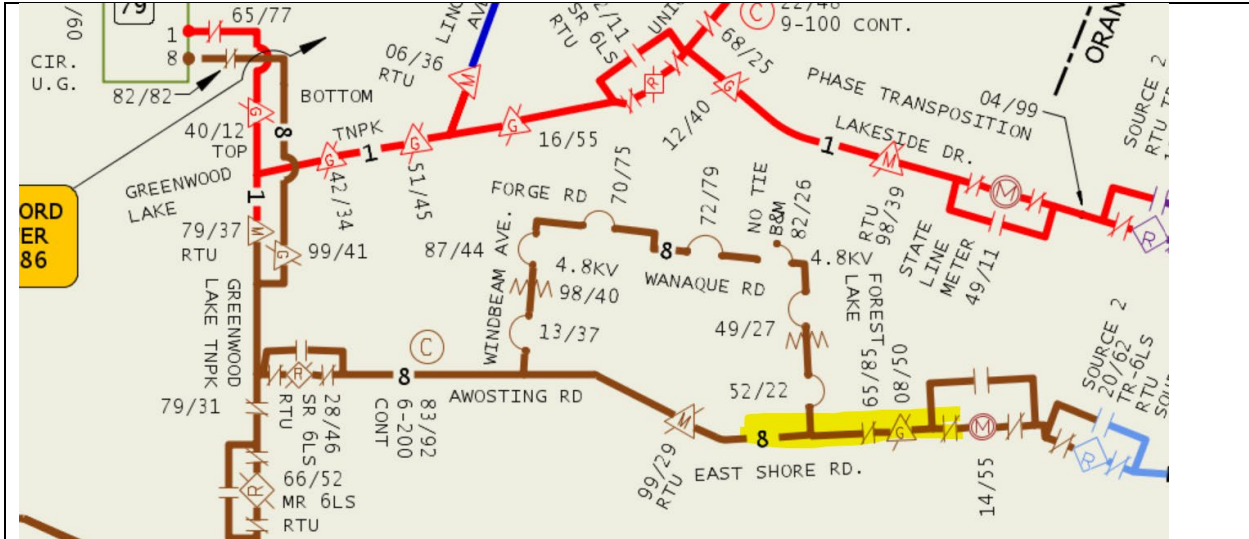 79
65/77
1
8
CIR.
U.G.
82/82
06/36
RTU
BOTTOM
40/12
TOP
8
TNPK
1
GREENWOOD
LAKE
42/34
51/45
16/55
SR 6LS
RTU
12/40
68/25
9-100 CONT.
C
PHASE TRANSPOSITION
04/99
LAKESIDE DR.
1
RTU
98/39
STATE
LINE
METER
49/11
SOURCE 2
ORD
ER
86
1
79/37
RTU
99/41
GREENWOOD
LAKE TNPK
FORGE RD
70/75
72/79
NO TIE
B&M
82/26
87/44
WINDBEAM AVE.
4.8KV
98/40
13/37
8
WANAQUE RD
4.8KV
FOREST
LAKE
49/27
52/22
58/59
08/50
C
8
AWOSTING RD
79/31
RTU
SR 6LS
28/46
CONT
6-200
83/92
66/52
MR 6LS
RTU
99/29
RTU
8
EAST SHORE RD.
14/55
SOURCE 2
20/62
TR-6LS
RTU
G
G
G
G
G
G
G
M
M
M
M
M
M
R
R
R
R
R